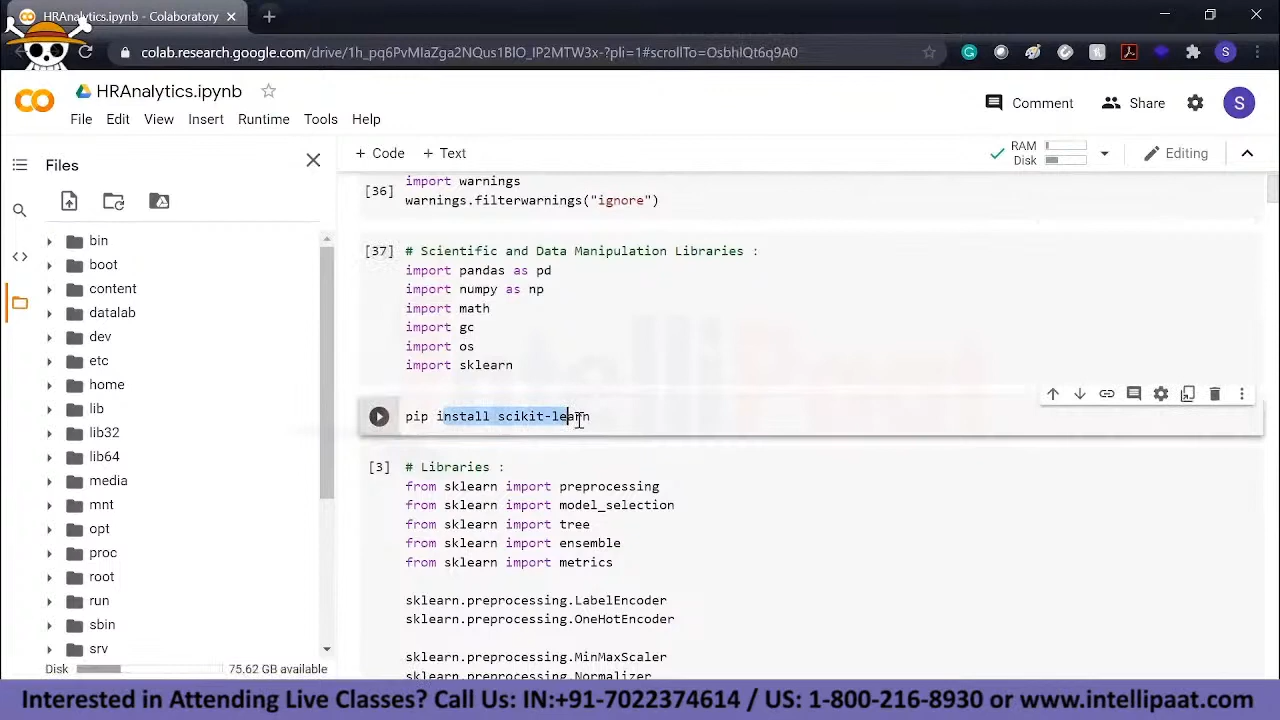 HRAnalytics.ipynb - Colaboratory
colab.research.google.com/drive/1h_pq6PvMIaZga2NQus1BIO_IP2MTW3x-?pli=1#scrollTo=OSbhIQtbq9A0
HRAnalytics.ipynb
File Edit View Insert Runtime Tools Help
Comment Share S
Files
+ Code + Text
RAM
Disk
Editing
bin
boot
content
datalab
dev
etc
home
lib
lib32
lib64
media
mnt
opt
proc
root
run
sbin
srv
Disk 75.62 GB available
[36] import warnings
warnings.filterwarnings("ignore")
[37] # Scientific and Data Manipulation Libraries :
import pandas as pd
import numpy as np
import math
import gc
import os
import sklearn
pip install scikit-learn
[3] # Libraries :
from sklearn import preprocessing
from sklearn import model_selection
from sklearn import tree
from sklearn import ensemble
from sklearn import metrics
sklearn.preprocessing.LabelEncoder
sklearn.preprocessing.OneHotEncoder
sklearn.preprocessing.MinMaxScaler
sklearn.preprocessing.Normalizer
Interested in Attending Live Classes? Call Us: IN:+91-7022374614 / US: 1-800-216-8930 or www.intellipaat.com